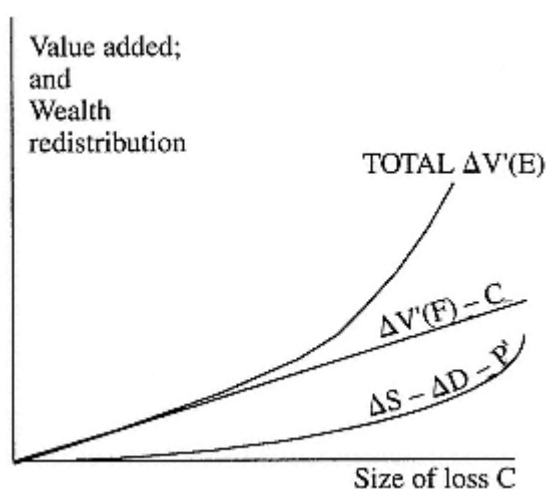 Value added;
and
Wealth
redistribution
TOTAL ΔV'(E)
ΔV'(F) – C
ΔS – ΔD – P'
Size of loss C